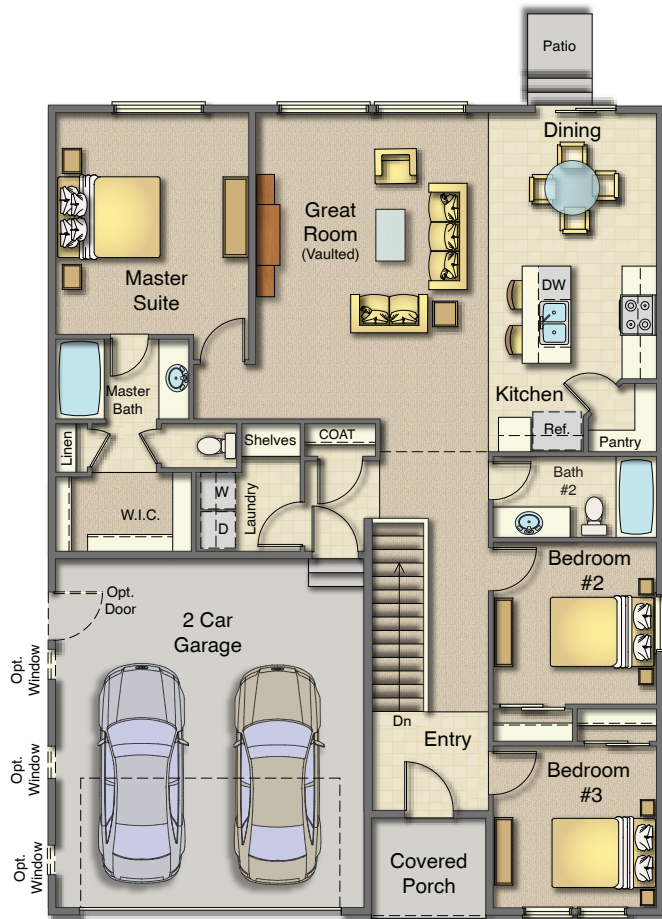 Patio
Dining
Great
Room
(Vaulted)
Master
Suite
DW
Master
Bath
Kitchen
Linen
Shelves
COAT
Ref.
Pantry
W.I.C.
W
D
Laundry
Bath
#2
Opt.
Door
2 Car
Garage
Bedroom
#2
Opt.
Window
Dn
Entry
Opt.
Window
Bedroom
#3
Opt.
Window
Covered
Porch